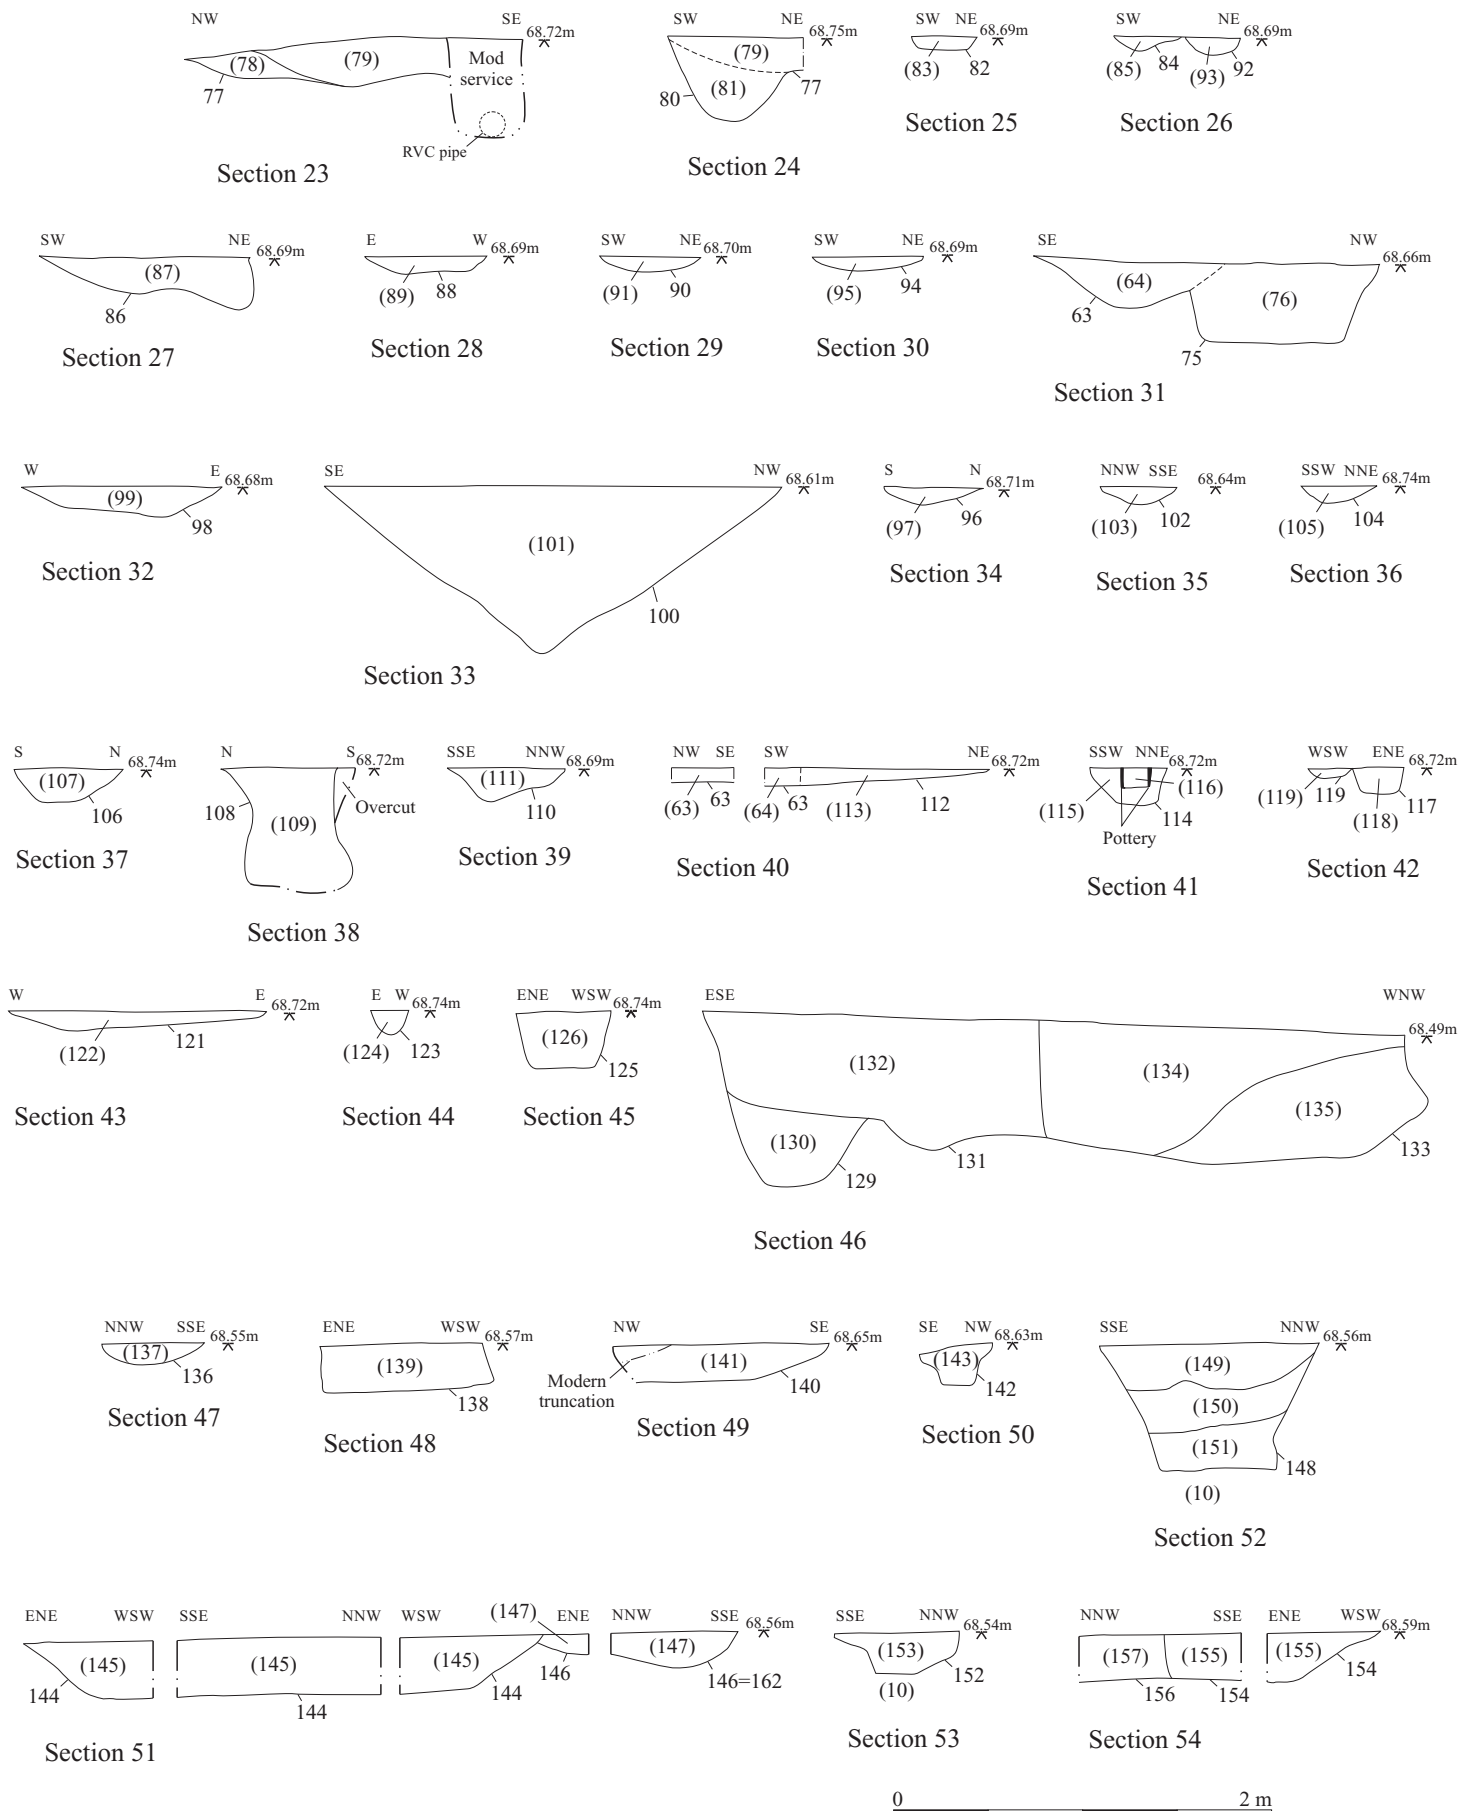 NW SE 68.72m
(78) (79) Mod
service
77
RVC pipe
Section 23
SW NE 68.75m
(79)
80 (81) 77
Section 24
SW NE 68.69m
(83) 82
Section 25
SW NE 68.69m
(85) 84 (93) 92
Section 26
SW NE 68.69m
(87)
86
Section 27
E W 68.69m
(89) 88
Section 28
SW NE 68.70m
(91) 90
Section 29
SW NE 68.69m
(95) 94
Section 30
SE NW 68.66m
(64) (76)
63
75
Section 31
W E 68.68m
(99)
98
Section 32
SE NW 68.61m
(101)
100
Section 33
S N 68.71m
(97) 96
Section 34
NNW SSE 68.64m
(103) 102
Section 35
SSW NNE 68.74m
(105) 104
Section 36
S N 68.74m
(107)
106
Section 37
N S 68.72m
108 (109) Overcut
Section 38
SSE NNW 68.69m
(111)
110
Section 39
NW SE SW NE 68.72m
(63) 63 (64) 63 (113) 112
Section 40
SSW NNE 68.72m
(115) (116)
114
Pottery
Section 41
WSW ENE 68.72m
(119) 119 (118) 117
Section 42
W E 68.72m
(122) 121
Section 43
E W 68.74m
(124) 123
Section 44
ENE WSW 68.74m
(126)
125
Section 45
ESE WNW 68.49m
(132) (134)
(130) (135)
129 131 133
Section 46
NNW SSE 68.55m
(137)
136
Section 47
ENE WSW 68.57m
(139)
138
Section 48
NW SE 68.65m
(141)
Modern
truncation
140
Section 49
SE NW 68.63m
(143)
142
Section 50
SSE NNW 68.56m
(149)
(150)
(151)
148
(10)
Section 52
ENE WSW SSE NNW WSW (147) ENE NNW SSE 68.56m
(145) (145) (145) (147)
144 144 144 146 146=162
Section 51
SSE NNW 68.54m
(153)
152
(10)
Section 53
NNW SSE ENE WSW 68.59m
(157) (155) (155)
156 154 154
Section 54
0 2 m